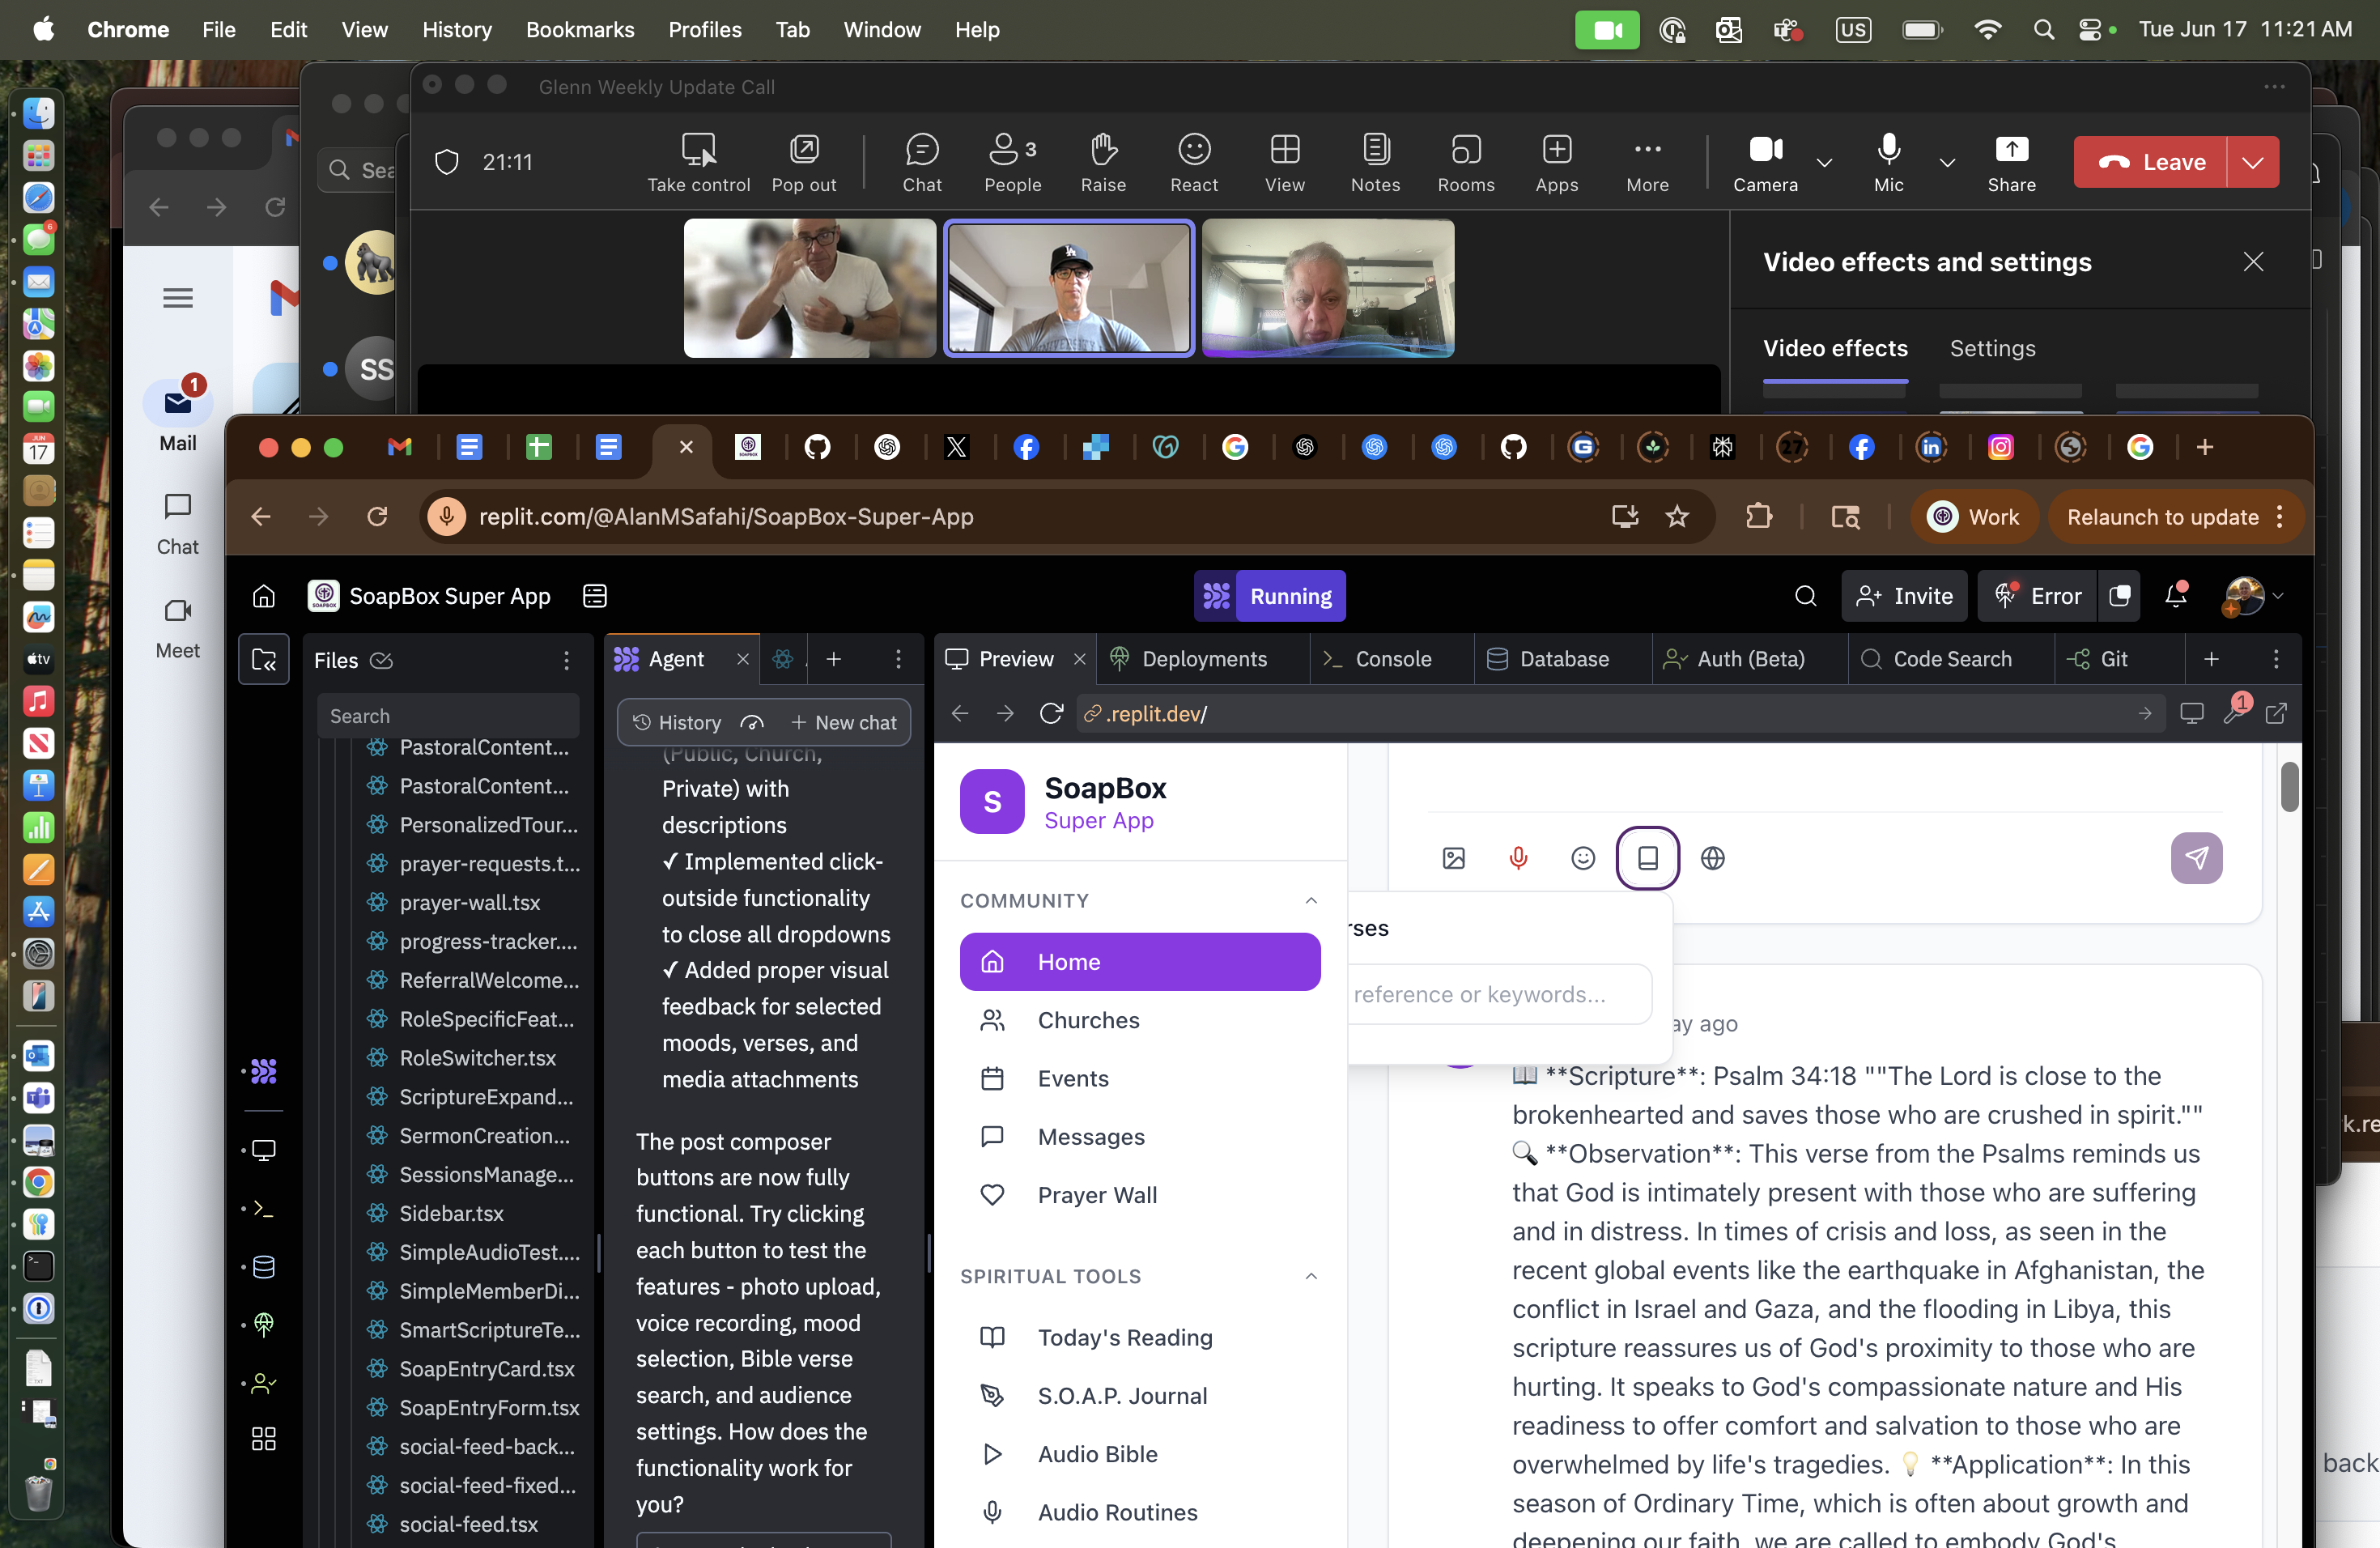 Chrome File Edit View History Bookmarks Profiles Tab Window Help
US
Tue Jun 17 11:21 AM
Glenn Weekly Update Call
21:11
Take control
Pop out
Chat
3
People
Raise
React
View
Notes
Rooms
Apps
More
Camera
Mic
Share
Leave
Sea
SS
LA
Video effects and settings
Video effects
Settings
1
Mail
Chat
Meet
6
JUN
17
tv
TXT
27
replit.com/@AlanMSafahi/SoapBox-Super-App
Work
Relaunch to update
SOAPBOX
SoapBox Super App
Running
Invite
Error
Files
Search
PastoralContent...
PastoralContent...
PersonalizedTour...
prayer-requests.t...
prayer-wall.tsx
progress-tracker....
ReferralWelcome...
RoleSpecificFeat...
RoleSwitcher.tsx
ScriptureExpand...
SermonCreation...
SessionsManage...
Sidebar.tsx
SimpleAudioTest....
SimpleMemberDi...
SmartScriptureTe...
SoapEntryCard.tsx
SoapEntryForm.tsx
social-feed-back...
social-feed-fixed...
social-feed.tsx
Agent
History
New chat
(Public, Church,
Private) with
descriptions
✓ Implemented click-
outside functionality
to close all dropdowns
✓ Added proper visual
feedback for selected
moods, verses, and
media attachments
The post composer
buttons are now fully
functional. Try clicking
each button to test the
features - photo upload,
voice recording, mood
selection, Bible verse
search, and audience
settings. How does the
functionality work for
you?
Preview
Deployments
Console
Database
Auth (Beta)
Code Search
Git
.replit.dev/
1
S
SoapBox
Super App
COMMUNITY
Home
Churches
Events
Messages
Prayer Wall
SPIRITUAL TOOLS
Today's Reading
S.O.A.P. Journal
Audio Bible
Audio Routines
rses
reference or keywords...
ay ago
📖 **Scripture**: Psalm 34:18 ""The Lord is close to the
brokenhearted and saves those who are crushed in spirit.""
🔍 **Observation**: This verse from the Psalms reminds us
that God is intimately present with those who are suffering
and in distress. In times of crisis and loss, as seen in the
recent global events like the earthquake in Afghanistan, the
conflict in Israel and Gaza, and the flooding in Libya, this
scripture reassures us of God's proximity to those who are
hurting. It speaks to God's compassionate nature and His
readiness to offer comfort and salvation to those who are
overwhelmed by life's tragedies. 💡 **Application**: In this
season of Ordinary Time, which is often about growth and
deepening our faith, we are called to embody God's
k.re
back